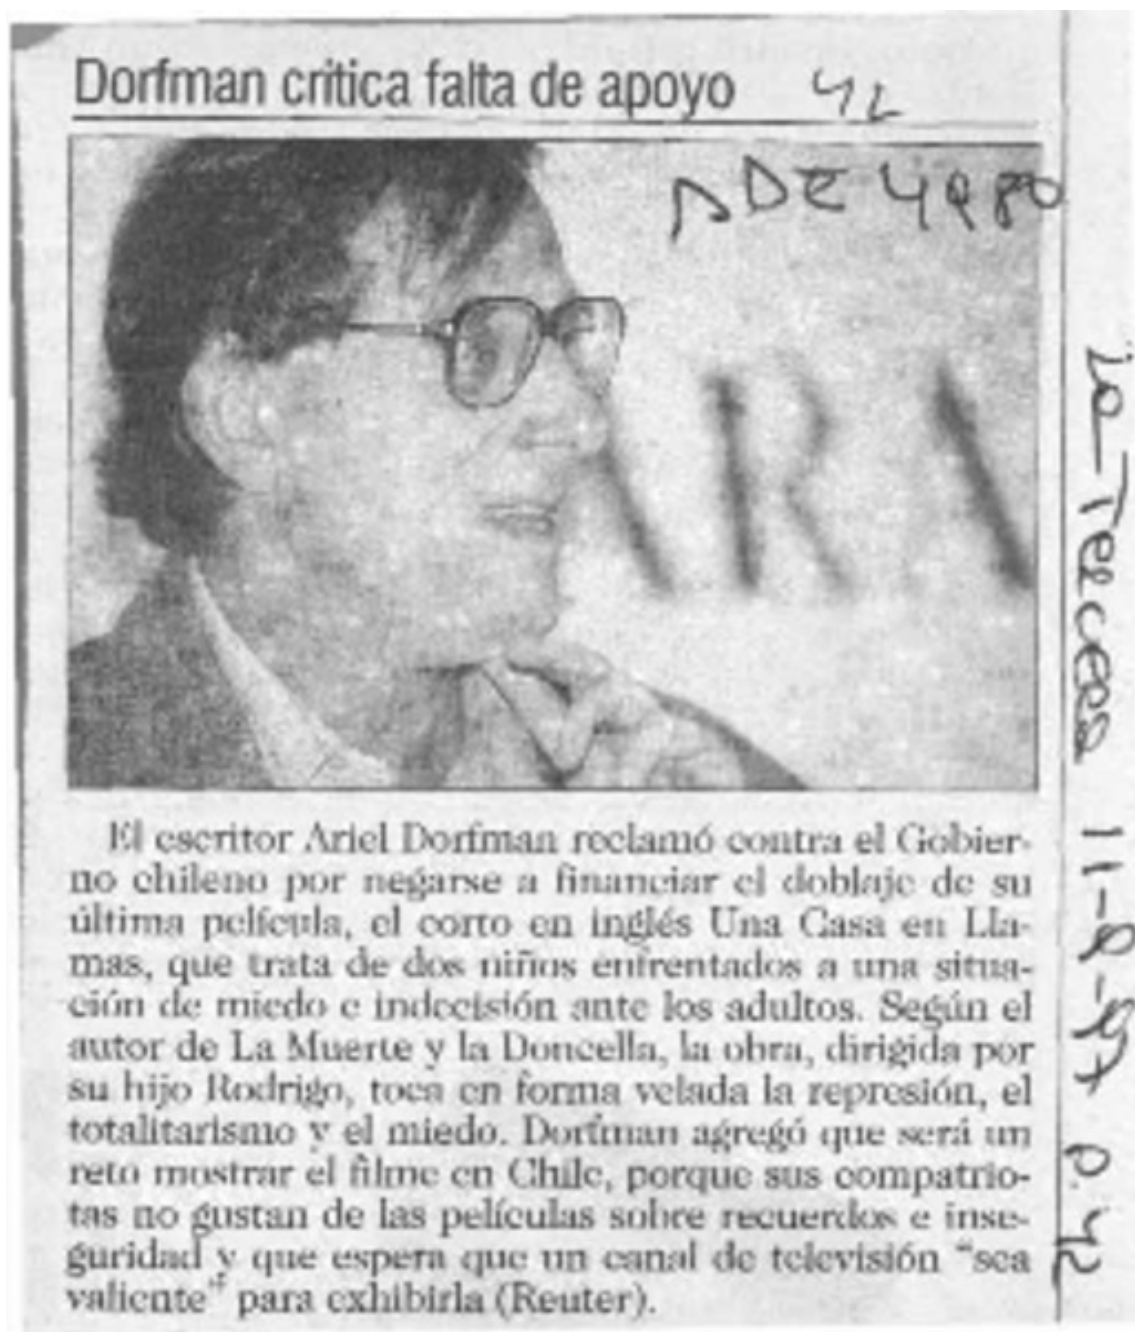 Dorfman critica falta de apoyo
42
ADE 4980
ARA
El escritor Ariel Dorfman reclamó contra el Gobier-
no chileno por negarse a financiar el doblaje de su
última película, el corto en inglés Una Casa en Lla-
mas, que trata de dos niños enfrentados a una situa-
ción de miedo e indecisión ante los adultos. Según el
autor de La Muerte y la Doncella, la obra, dirigida por
su hijo Rodrigo, toca en forma velada la represión, el
totalitarismo y el miedo. Dorfman agregó que será un
reto mostrar el filme en Chile, porque sus compatrio-
tas no gustan de las películas sobre recuerdos e inse-
guridad y que espera que un canal de televisión "sea
valiente" para exhibirla (Reuter).
La Tercera 11-8-97 p. 42